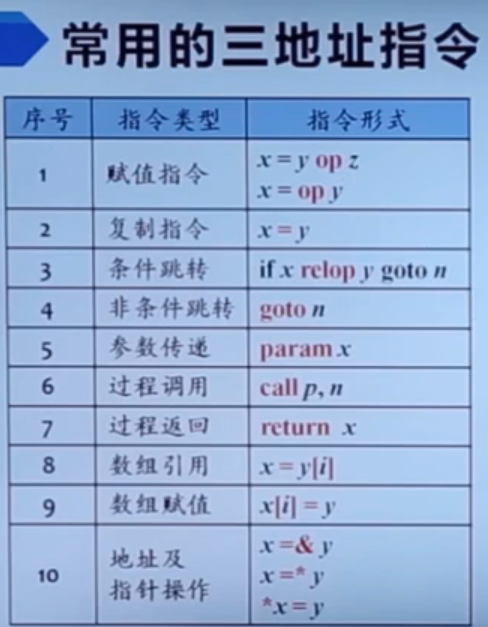 常用的三地址指令
序号 指令类型 指令形式
1 赋值指令 x = y op z
x = op y
2 复制指令 x = y
3 条件跳转 if x relop y goto n
4 非条件跳转 goto n
5 参数传递 param x
6 过程调用 call p, n
7 过程返回 return x
8 数组引用 x = y[i]
9 数组赋值 x[i] = y
10 地址及
指针操作 x =& y
x =* y
*x = y